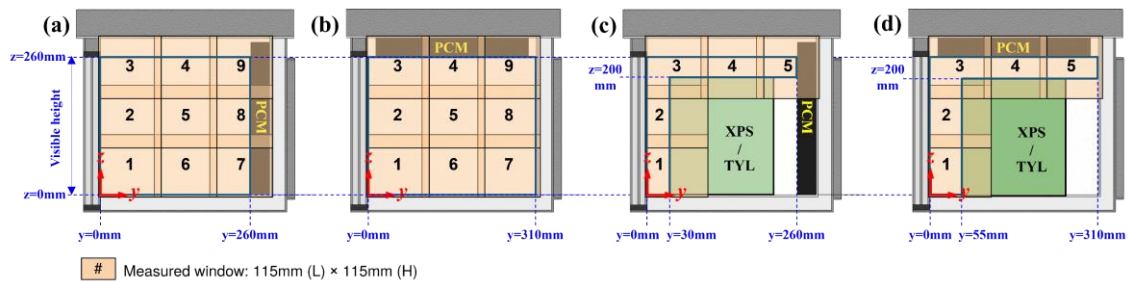 (a)
z=260mm
Visible height
z=0mm
3 4 9
2 5 8
1 6 7
PCM
z
y
y=0mm
y=260mm
(b)
PCM
3 4 9
2 5 8
1 6 7
z
y
y=0mm
y=310mm
(c)
z=200
mm
3 4 5
2
1
XPS
/
TYL
PCM
z
y
y=0mm
y=30mm
y=260mm
(d)
PCM
z=200
mm
3 4 5
2
1
XPS
/
TYL
z
y
y=0mm
y=55mm
y=310mm
# Measured window: 115mm (L) × 115mm (H)